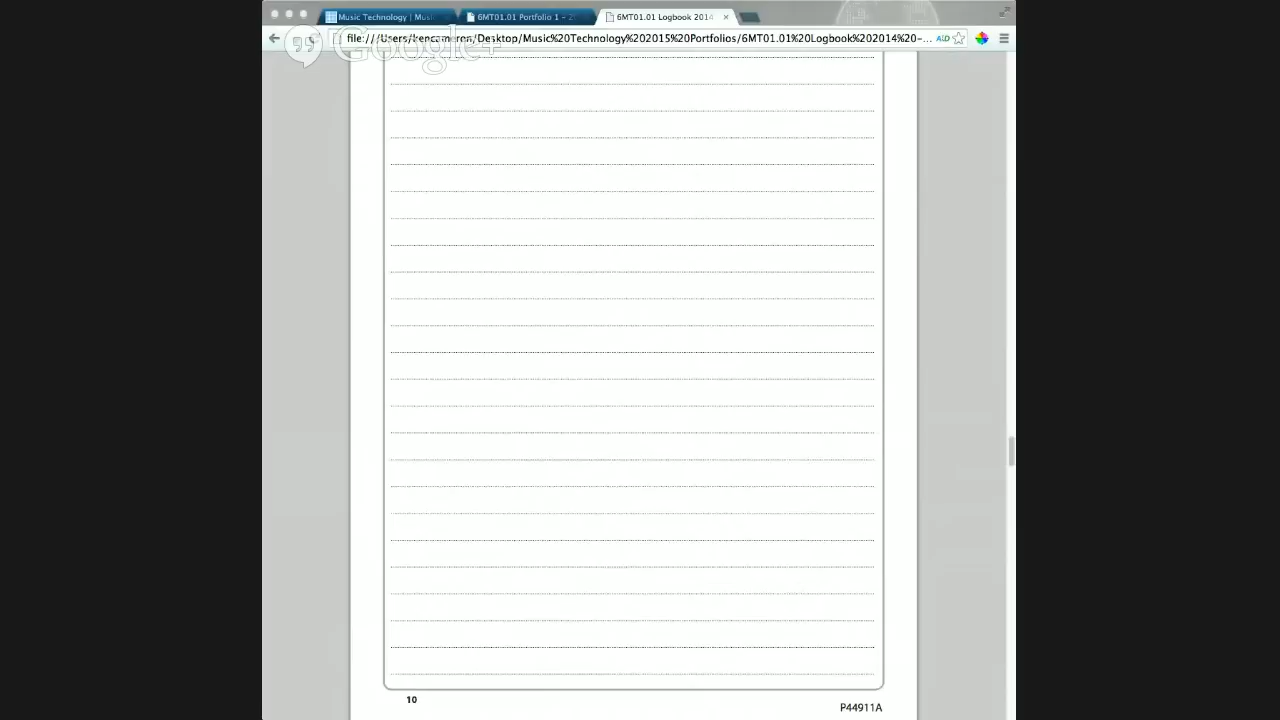 Music Technology | Musi
6MT01.01 Portfolio 1 – 2
6MT01.01 Logbook 2014
file:///Users/kencameron/Desktop/Music%20Technology%202015%20Portfolios/6MT01.01%20Logbook%202014%20-...
Google+
10
P44911A